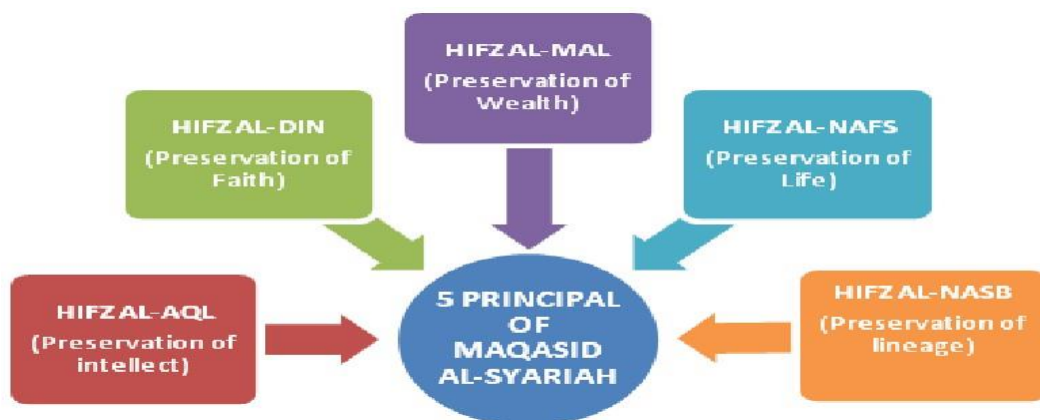 HIFZ AL-MAL
(Preservation of
Wealth)
HIFZ AL-DIN
(Preservation of
Faith)
HIFZ AL-NAFS
(Preservation of
Life)
HIFZ AL-AQL
(Preservation of
intellect)
5 PRINCIPAL
OF
MAQASID
AL-SYARIAH
HIFZ AL-NASB
(Preservation of
lineage)